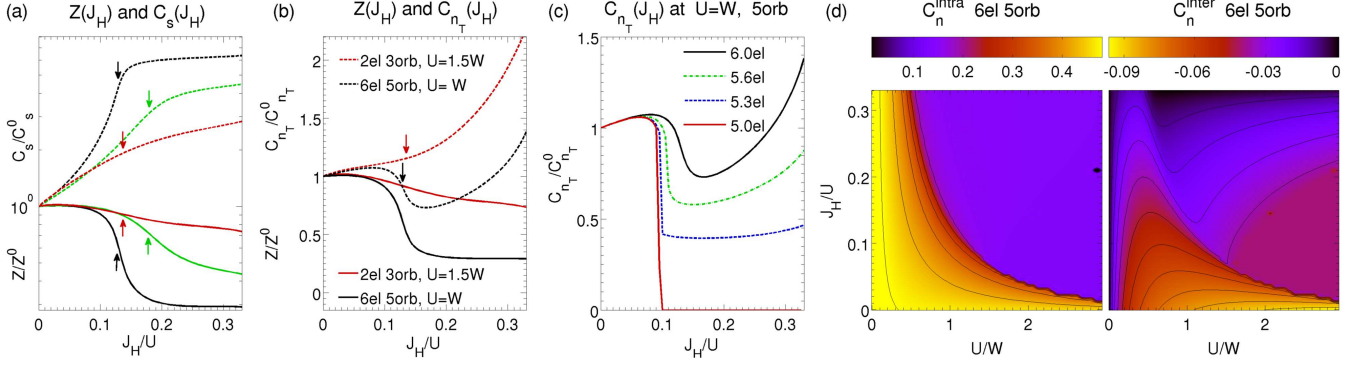 (a)
Z(J_H) and C_s(J_H)
C_s/C^0_s
10^0
Z/Z^0
0
0.1
0.2
0.3
J_H/U
(b)
Z(J_H) and C_{n_T}(J_H)
2el 3orb, U=1.5W
6el 5orb, U= W
C_{n_T}/C^0_{n_T}
Z/Z^0
2
1.5
1
0.5
0
2el 3orb, U=1.5W
6el 5orb, U=W
0
0.1
0.2
0.3
J_H/U
(c)
C_{n_T}(J_H) at U=W, 5orb
6.0el
5.6el
5.3el
5.0el
C_{n_T}/C^0_{n_T}
1.5
1
0.5
0
0
0.1
0.2
0.3
J_H/U
(d)
C_n^{Intra} 6el 5orb
0.1 0.2 0.3 0.4
J_H/U
0.3
0.2
0.1
0
0 1 2
U/W
C_n^{Inter} 6el 5orb
-0.09 -0.06 -0.03 0
0 1 2
U/W